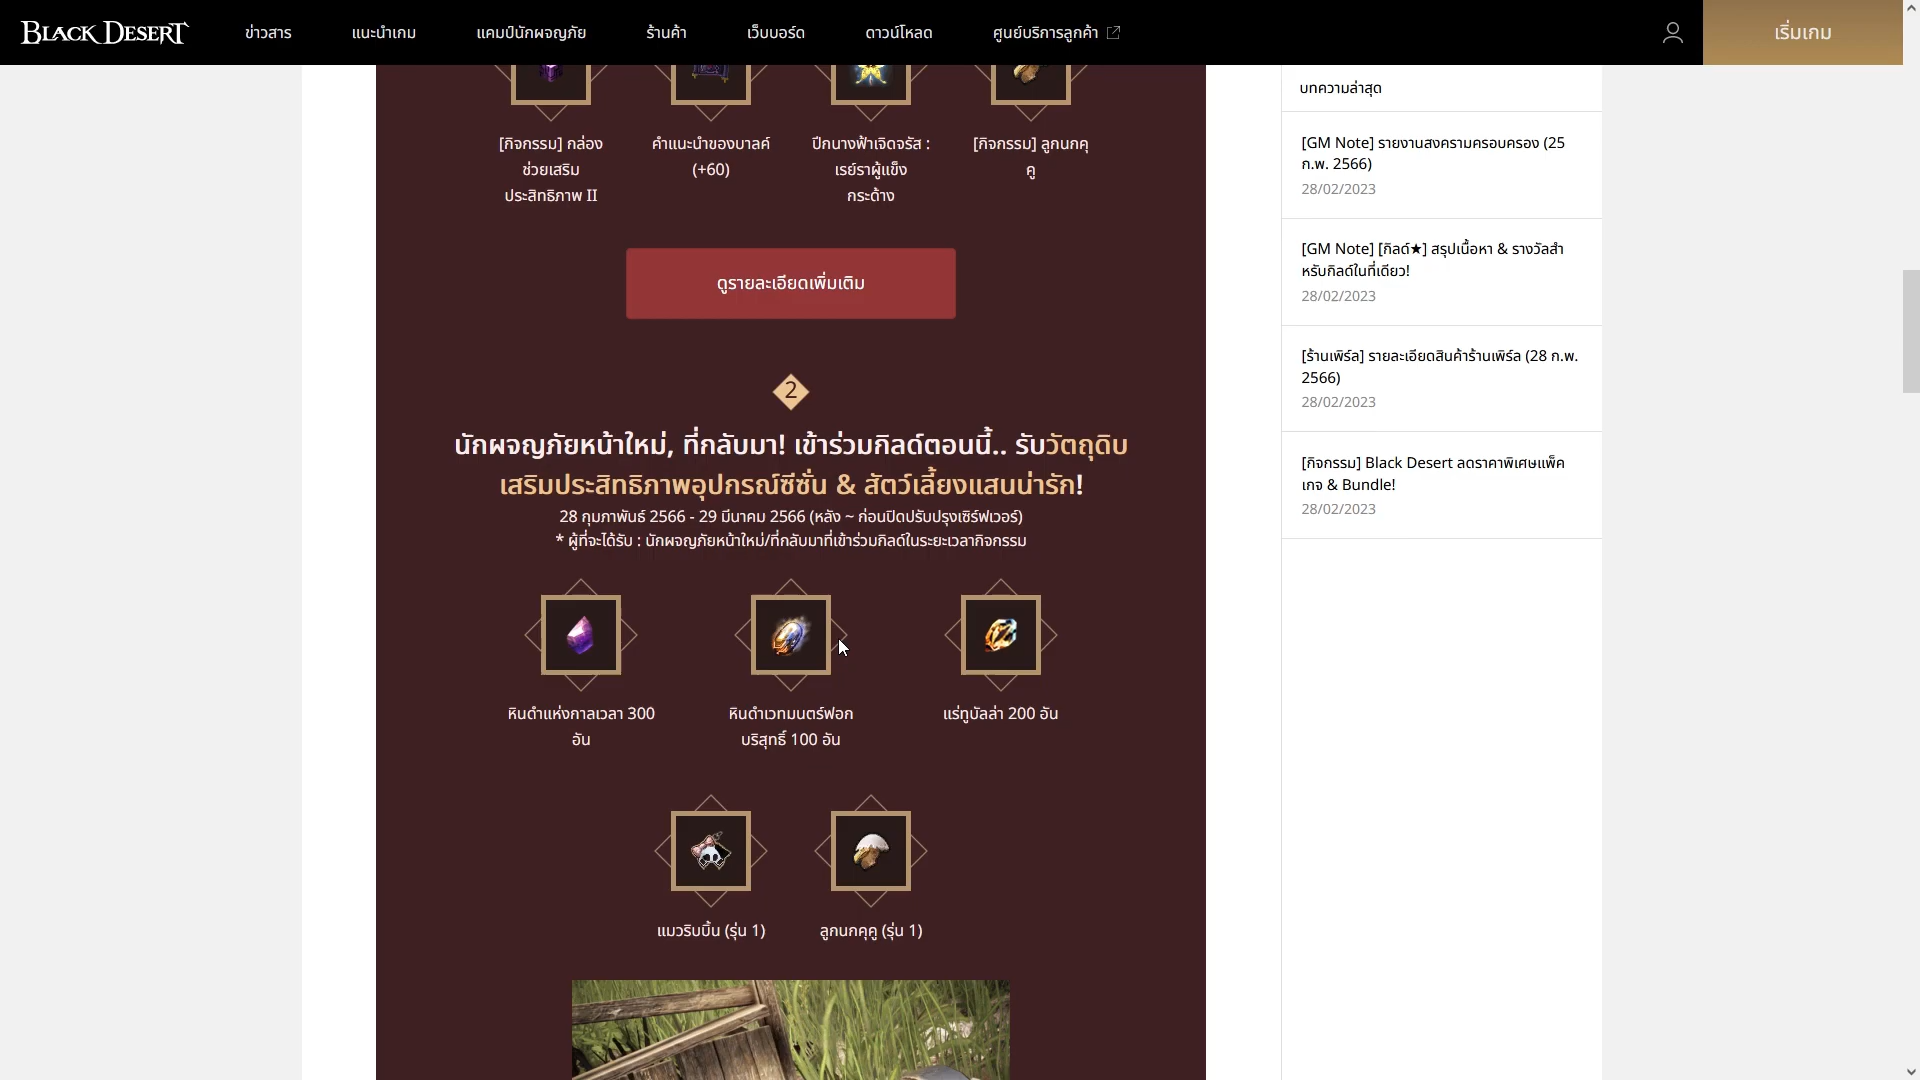 BLACK DESERT
ข่าวสาร
แนะนำเกม
แคมป์นักผจญภัย
ร้านค้า
เว็บบอร์ด
ดาวน์โหลด
ศูนย์บริการลูกค้า
เริ่มเกม
[กิจกรรม] กล่อง
ช่วยเสริม
ประสิทธิภาพ II
คำแนะนำของบาลค์
(+60)
ปีกนางฟ้าเจิดจรัส :
เรย์ราผู้แข็ง
กระด้าง
[กิจกรรม] ลูกนกคุ
คู
ดูรายละเอียดเพิ่มเติม
2
นักผจญภัยหน้าใหม่, ที่กลับมา! เข้าร่วมกิลด์ตอนนี้.. รับวัตถุดิบ
เสริมประสิทธิภาพอุปกรณ์ซีซั่น & สัตว์เลี้ยงแสนน่ารัก!
28 กุมภาพันธ์ 2566 - 29 มีนาคม 2566 (หลัง ~ ก่อนปิดปรับปรุงเซิร์ฟเวอร์)
* ผู้ที่จะได้รับ : นักผจญภัยหน้าใหม่/ที่กลับมาที่เข้าร่วมกิลด์ในระยะเวลากิจกรรม
หินดำแห่งกาลเวลา 300
อัน
หินดำเวทมนตร์ฟอก
บริสุทธิ์ 100 อัน
แร่ทูบัลล่า 200 อัน
แมวริบบิ้น (รุ่น 1)
ลูกนกคุคู (รุ่น 1)
บทความล่าสุด
[GM Note] รายงานสงครามครอบครอง (25
ก.พ. 2566)
28/02/2023
[GM Note] [กิลด์★] สรุปเนื้อหา & รางวัลสำ
หรับกิลด์ในที่เดียว!
28/02/2023
[ร้านเพิร์ล] รายละเอียดสินค้าร้านเพิร์ล (28 ก.พ.
2566)
28/02/2023
[กิจกรรม] Black Desert ลดราคาพิเศษแพ็ค
เกจ & Bundle!
28/02/2023